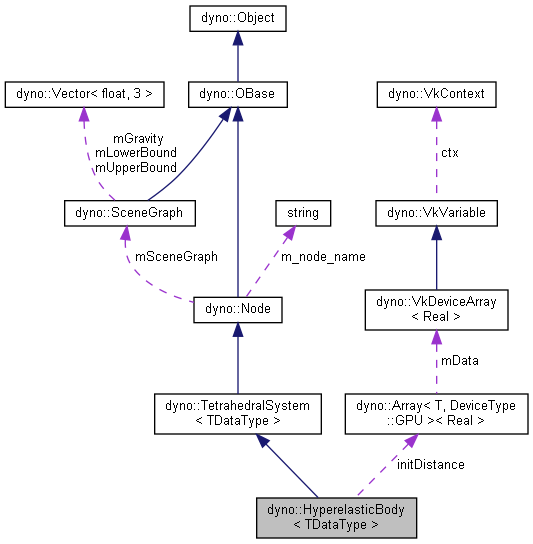 dyno::Object
dyno::Vector< float, 3 >
dyno::OBase
dyno::VkContext
mGravity
mLowerBound
mUpperBound
ctx
dyno::SceneGraph
string
dyno::VkVariable
mSceneGraph
m_node_name
dyno::Node
dyno::VkDeviceArray
< Real >
mData
dyno::TetrahedralSystem
< TDataType >
dyno::Array< T, DeviceType
::GPU >< Real >
initDistance
dyno::HyperelasticBody
< TDataType >